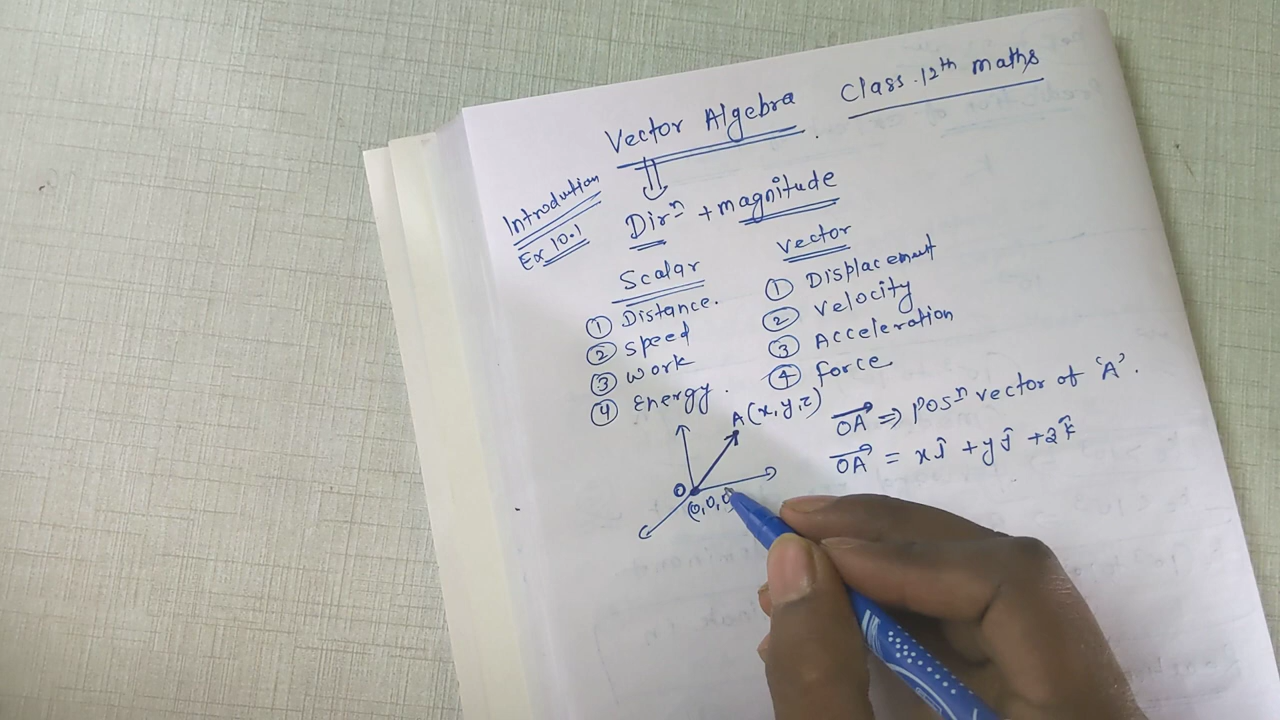 Vector Algebra. Class.12th maths
Introdution
Ex 10.1
Dirⁿ + magnitude
Scalar
① Distance.
② speed
③ work
④ Energy.
vector
① Displacement
② velocity
③ Acceleration
④ force
A(x,y,z)
O
(0,0,0)
OA⃗ ⇒ Posⁿ vector of 'A'.
OA⃗ = xî + yĵ + zk̂